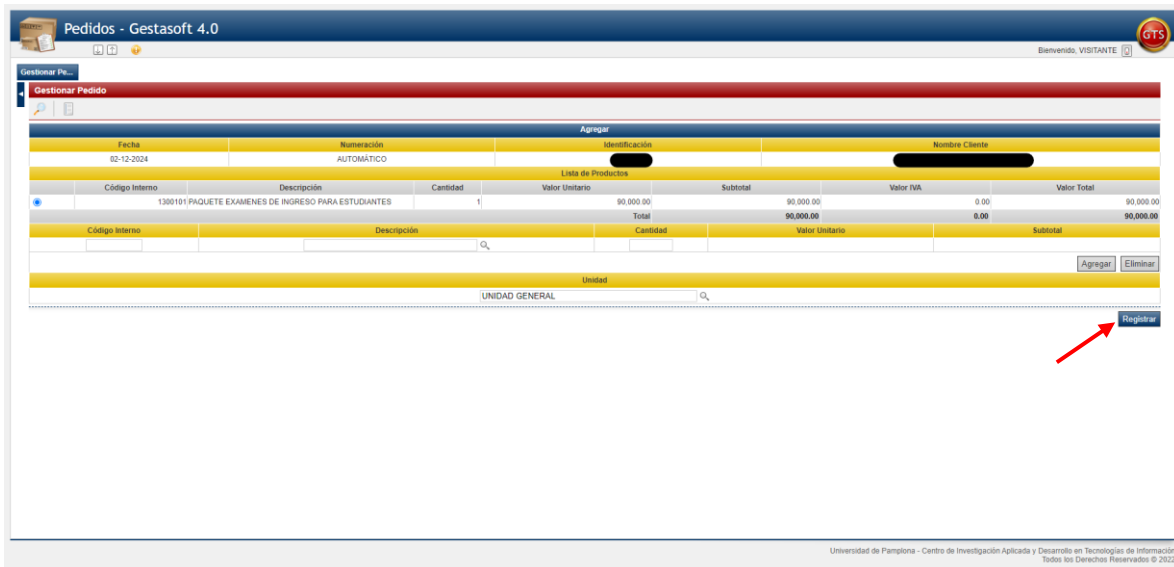 Pedidos - Gestasoft 4.0
GTS
Bienvenido, VISITANTE
Gestionar Pe...
Gestionar Pedido
Agregar
Fecha Numeración Identificación Nombre Cliente
02-12-2024 AUTOMÁTICO
Lista de Productos
Código Interno Descripción Cantidad Valor Unitario Subtotal Valor IVA Valor Total
1300101 PAQUETE EXAMENES DE INGRESO PARA ESTUDIANTES 1 90,000.00 90,000.00 0.00 90,000.00
Total 90,000.00 0.00 90,000.00
Código Interno Descripción Cantidad Valor Unitario Subtotal
Agregar Eliminar
Unidad
UNIDAD GENERAL
Registrar
Universidad de Pamplona - Centro de Investigación Aplicada y Desarrollo en Tecnologías de Información
Todos los Derechos Reservados © 2022